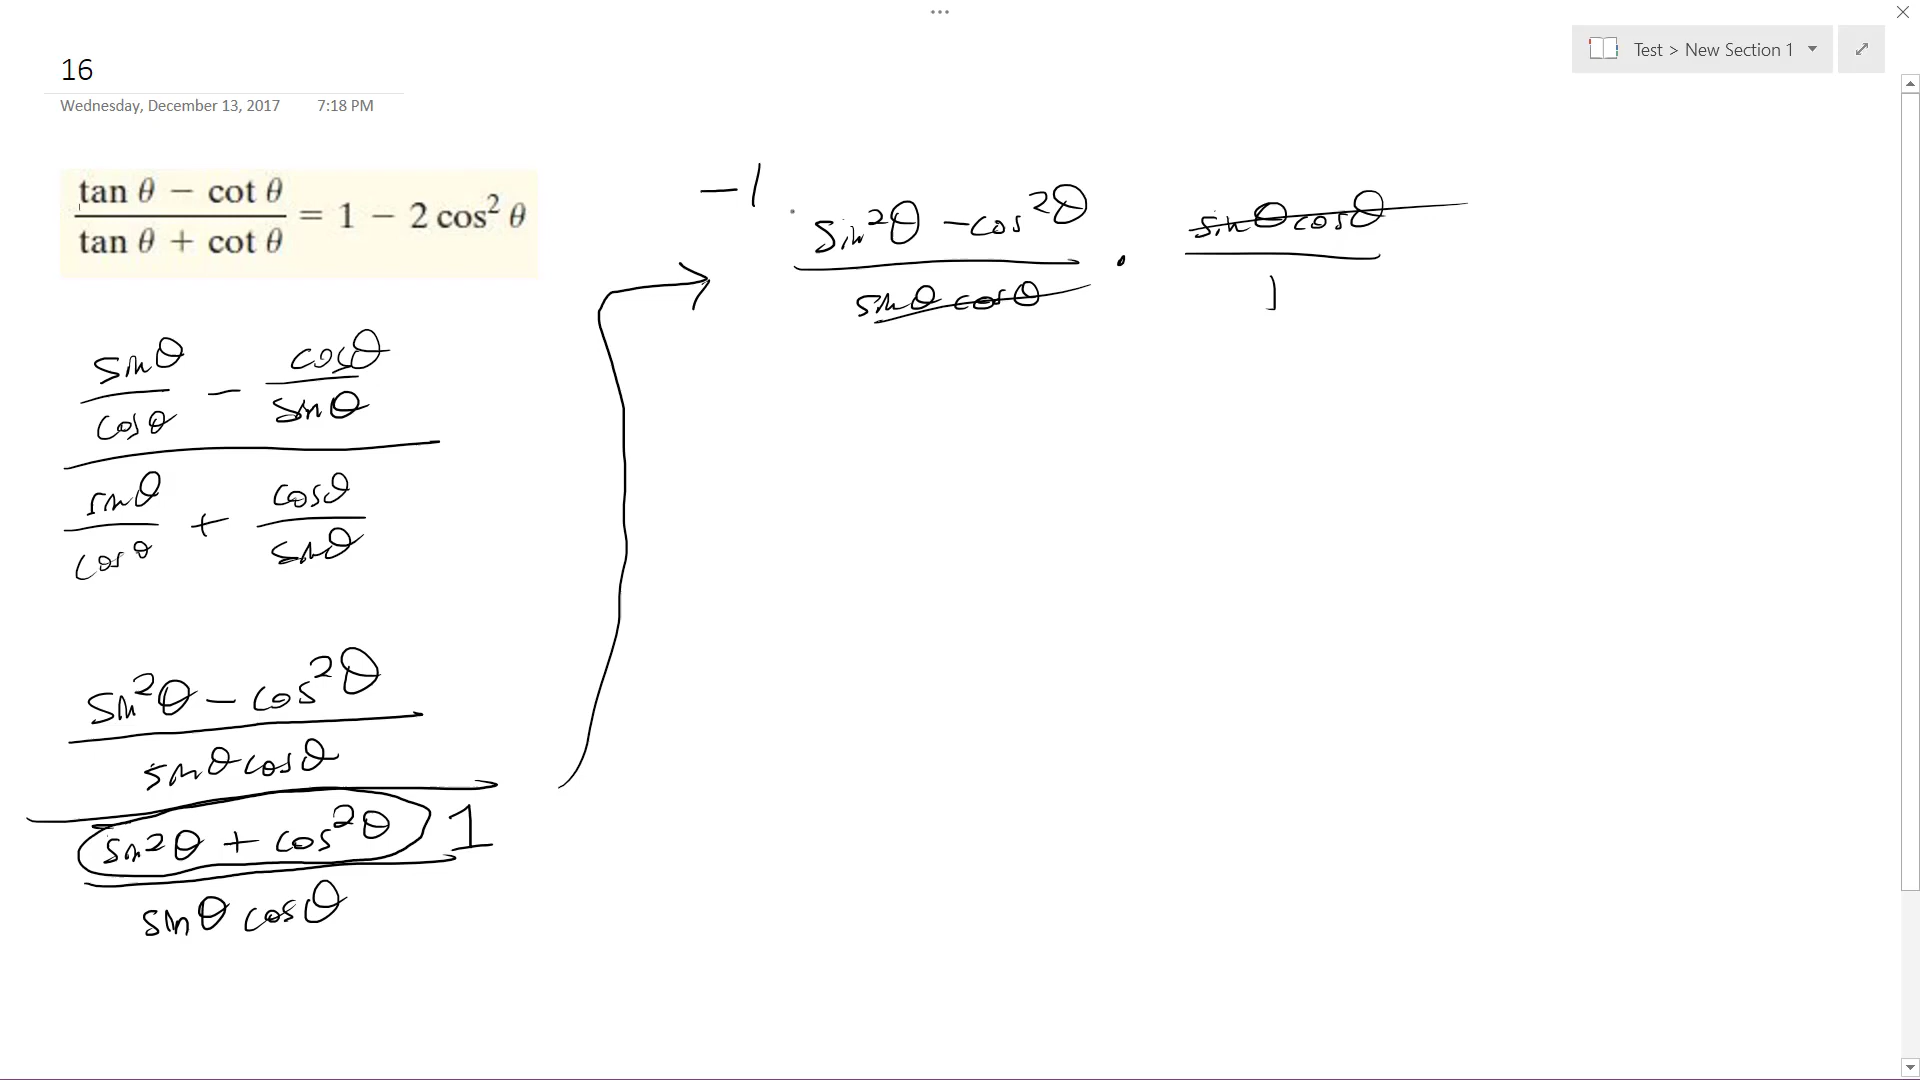 Test > New Section 1
16
Wednesday, December 13, 2017 7:18 PM
tan θ − cot θ
tan θ + cot θ
= 1 − 2 cos² θ
sinθ − cosθ
cosθ sinθ
sinθ + cosθ
cosθ sinθ
sin²θ − cos²θ
sinθ cosθ
sin²θ + cos²θ 1
sinθ cosθ
−1
sin²θ − cos²θ · sinθ cosθ
sinθ cosθ 1